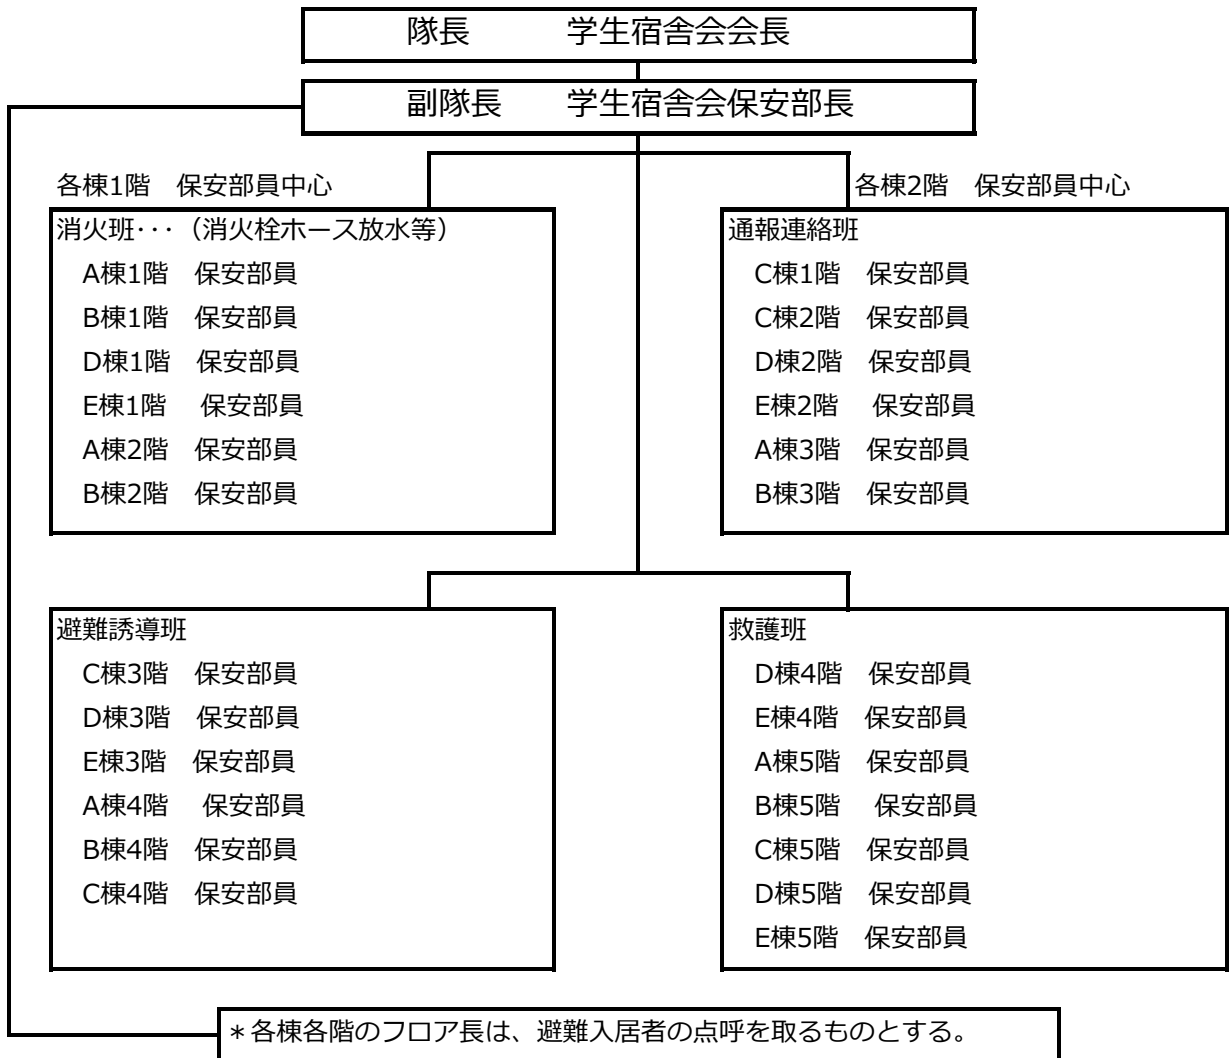 隊長　　　学生宿舎会会長
副隊長　　学生宿舎会保安部長
各棟1階　保安部員中心
消火班･･･（消火栓ホース放水等）
A棟1階　保安部員
B棟1階　保安部員
D棟1階　保安部員
E棟1階　 保安部員
A棟2階　保安部員
B棟2階　保安部員
各棟2階　保安部員中心
通報連絡班
C棟1階　保安部員
C棟2階　保安部員
D棟2階　保安部員
E棟2階　 保安部員
A棟3階　保安部員
B棟3階　保安部員
避難誘導班
C棟3階　保安部員
D棟3階　保安部員
E棟3階　保安部員
A棟4階　 保安部員
B棟4階　保安部員
C棟4階　保安部員
救護班
D棟4階　保安部員
E棟4階　保安部員
A棟5階　保安部員
B棟5階　 保安部員
C棟5階　保安部員
D棟5階　保安部員
E棟5階　保安部員
＊各棟各階のフロア長は、避難入居者の点呼を取るものとする。